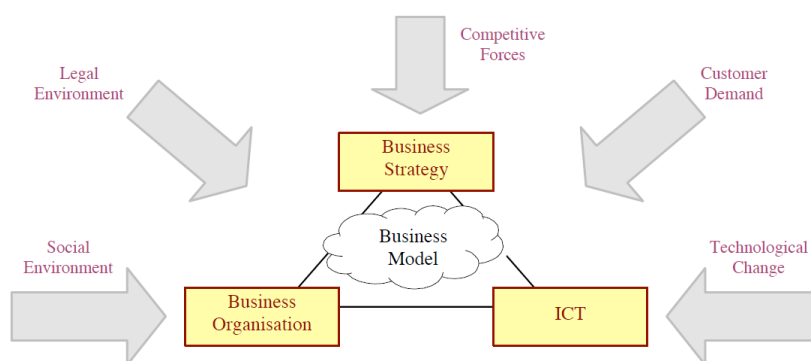 Competitive
Forces
Legal
Environment
Customer
Demand
Business
Strategy
Business
Model
Social
Environment
Technological
Change
Business
Organisation
ICT